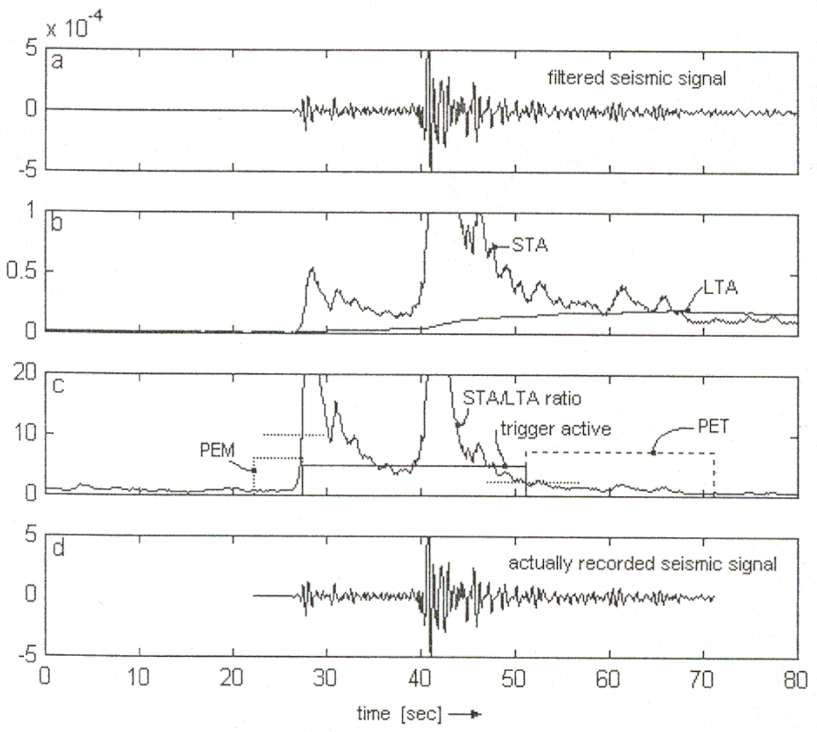 x 10-4
5
a
filtered seismic signal
0
-5
1
b
STA
0.5
LTA
0
20
c
STA/LTA ratio
trigger active
10
PEM
PET
0
5
d
actually recorded seismic signal
0
-5
0 10 20 30 40 50 60 70 80
time [sec]